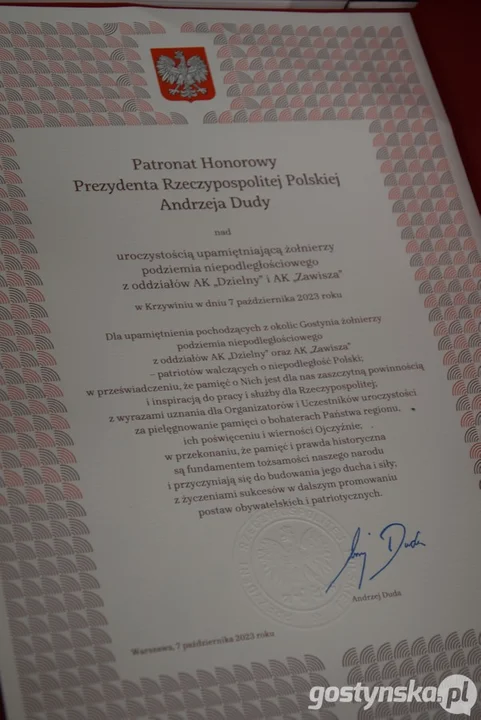 Patronat Honorowy
Prezydenta Rzeczypospolitej Polskiej
Andrzeja Dudy
nad
uroczystością upamiętniającą żołnierzy
podziemia niepodległościowego
z oddziałów AK „Dzielny" i AK „Zawisza"
w Krzywiniu w dniu 7 października 2023 roku
Dla upamiętnienia pochodzących z okolic Gostynia żołnierzy
podziemia niepodległościowego
z oddziałów AK „Dzielny" oraz AK „Zawisza"
– patriotów walczących o niepodległość Polski;
w przeświadczeniu, że pamięć o Nich jest dla nas zaszczytną powinnością
i inspiracją do pracy i służby dla Rzeczypospolitej;
z wyrazami uznania dla Organizatorów i Uczestników uroczystości
za pielęgnowanie pamięci o bohaterach Państwa regionu,
ich poświęceniu i wierności Ojczyźnie;
w przekonaniu, że pamięć i prawda historyczna
są fundamentem tożsamości naszego narodu
i przyczyniają się do budowania jego ducha i siły;
z życzeniami sukcesów w dalszym promowaniu
postaw obywatelskich i patriotycznych.
Andrzej Duda
Warszawa, 7 października 2023 roku
gostynska.pl